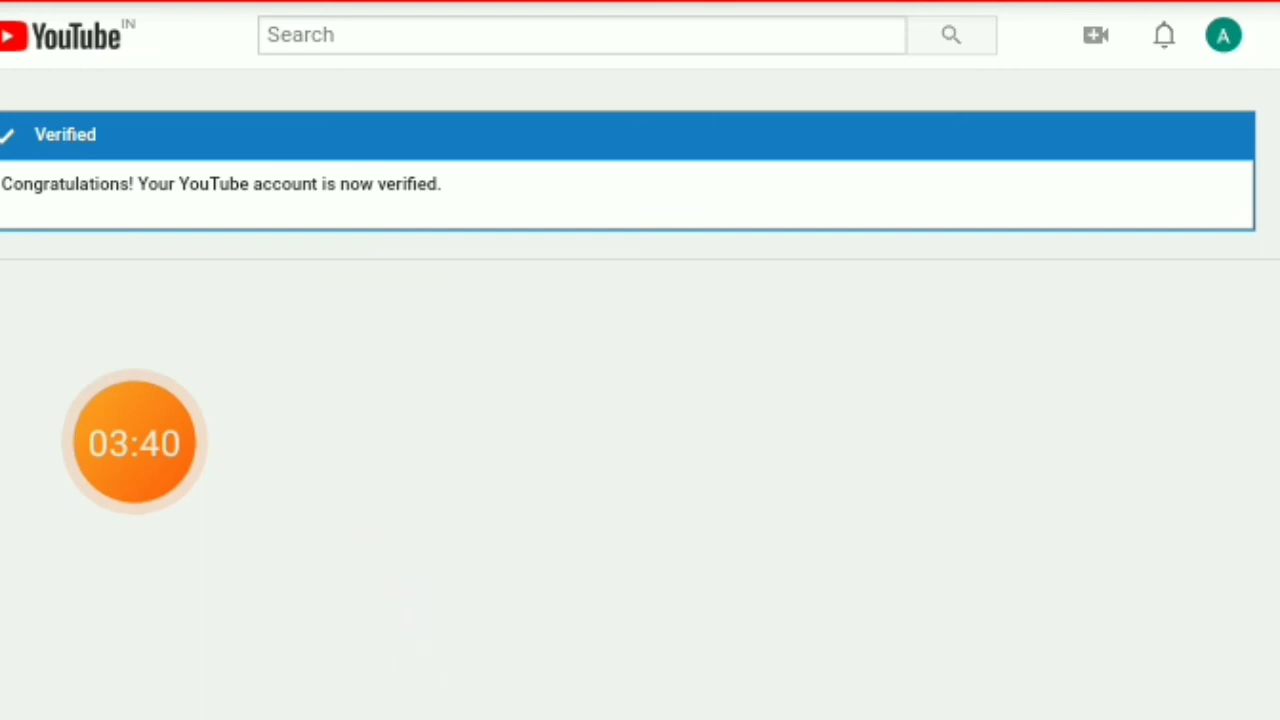 YouTube IN
Search
A
Verified
Congratulations! Your YouTube account is now verified.
03:40